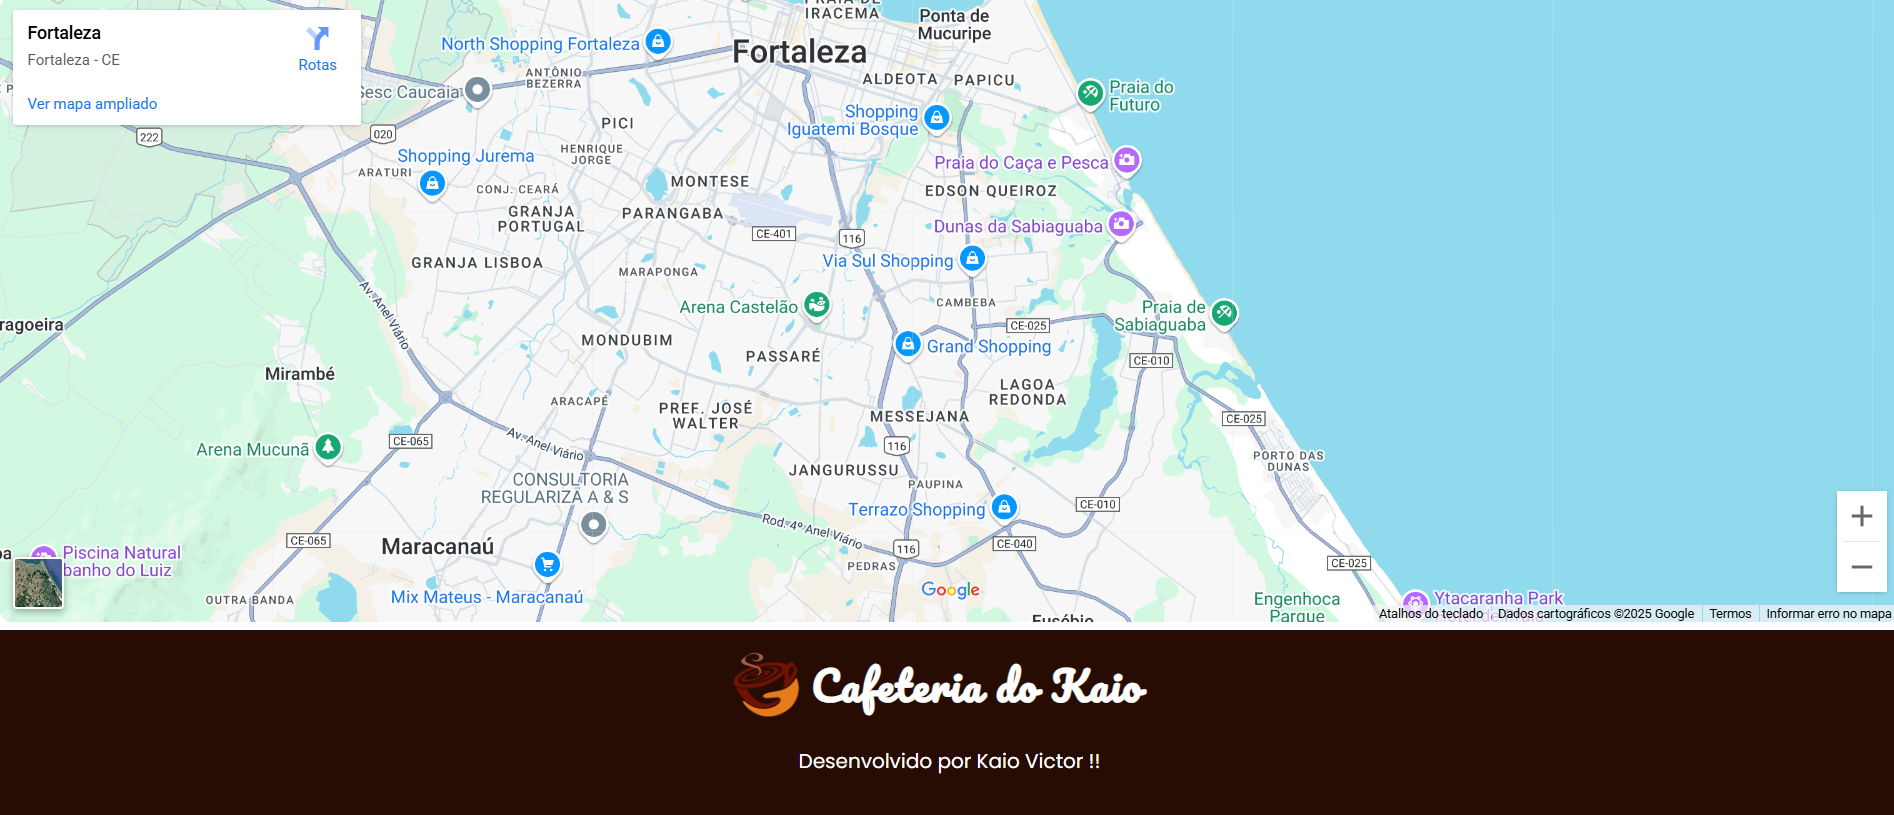 Fortaleza
Fortaleza - CE
Rotas
Ver mapa ampliado
PRAIA DE
IRACEMA
Ponta de
Mucuripe
North Shopping Fortaleza
Fortaleza
ANTÔNIO
BEZERRA
ALDEOTA
PAPICU
Sesc Caucaia
Praia do
Futuro
Shopping
Iguatemi Bosque
222
020
PICI
HENRIQUE
JORGE
Shopping Jurema
ARATURI
Praia do Caça e Pesca
MONTESE
CONJ. CEARÁ
EDSON QUEIROZ
GRANJA
PORTUGAL
PARANGABA
CE-401
116
Dunas da Sabiaguaba
GRANJA LISBOA
MARAPONGA
Via Sul Shopping
Av. Anel Viário
Arena Castelão
CAMBEBA
Praia de
Sabiaguaba
ragoeira
CE-025
MONDUBIM
PASSARÉ
Grand Shopping
CE-010
Mirambé
LAGOA
REDONDA
ARACAPÉ
PREF. JOSÉ
WALTER
MESSEJANA
CE-025
Arena Mucunã
CE-065
Av. Anel Viário
116
PORTO DAS
DUNAS
CONSULTORIA
REGULARIZA A & S
JANGURUSSU
PAUPINA
Terrazo Shopping
CE-010
Rod. 4º Anel Viário
CE-065
Maracanaú
116
CE-040
Piscina Natural
banho do Luiz
PEDRAS
CE-025
Mix Mateus - Maracanaú
Google
OUTRA BANDA
Engenhoca
Parque
Ytacaranha Park
Eusébio
Atalhos do teclado
Dados cartográficos ©2025 Google
Termos
Informar erro no mapa
Cafeteria do Kaio
Desenvolvido por Kaio Victor !!